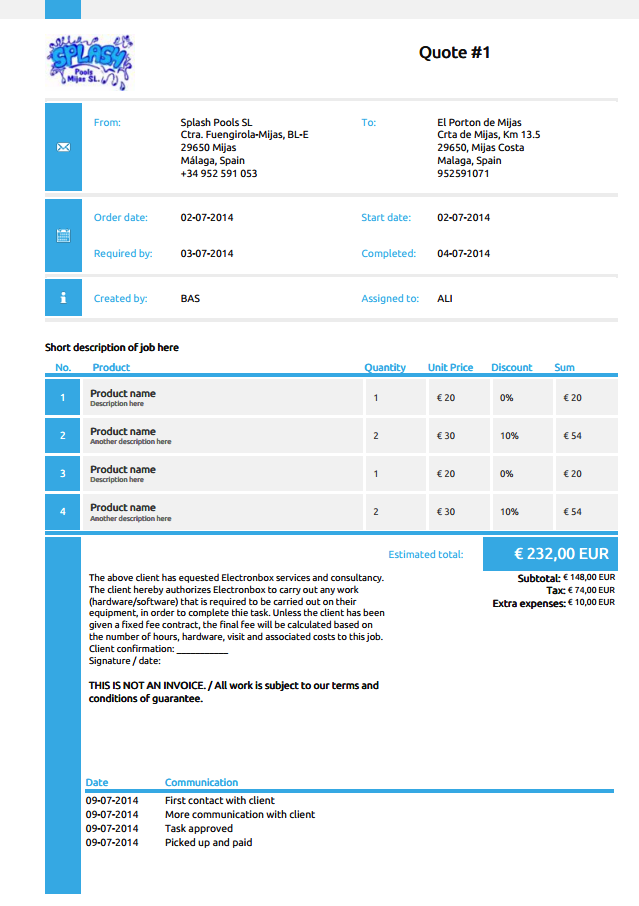 SPLASH
Pools
Mijas SL.
Quote #1
From:
Splash Pools SL
Ctra. Fuengirola-Mijas, BL-E
29650 Mijas
Málaga, Spain
+34 952 591 053
To:
El Porton de Mijas
Crta de Mijas, Km 13.5
29650, Mijas Costa
Malaga, Spain
952591071
Order date: 02-07-2014 Start date: 02-07-2014
Required by: 03-07-2014 Completed: 04-07-2014
Created by: BAS Assigned to: ALI
Short description of job here
No. Product Quantity Unit Price Discount Sum
1 Product name 1 € 20 0% € 20
Description here
2 Product name 2 € 30 10% € 54
Another description here
3 Product name 1 € 20 0% € 20
Description here
4 Product name 2 € 30 10% € 54
Another description here
Estimated total: € 232,00 EUR
Subtotal: € 148,00 EUR
Tax: € 74,00 EUR
Extra expenses: € 10,00 EUR
The above client has equested Electronbox services and consultancy.
The client hereby authorizes Electronbox to carry out any work
(hardware/software) that is required to be carried out on their
equipment, in order to complete thie task. Unless the client has been
given a fixed fee contract, the final fee will be calculated based on
the number of hours, hardware, visit and associated costs to this job.
Client confirmation: __________
Signature / date:
THIS IS NOT AN INVOICE. / All work is subject to our terms and
conditions of guarantee.
Date Communication
09-07-2014 First contact with client
09-07-2014 More communication with client
09-07-2014 Task approved
09-07-2014 Picked up and paid